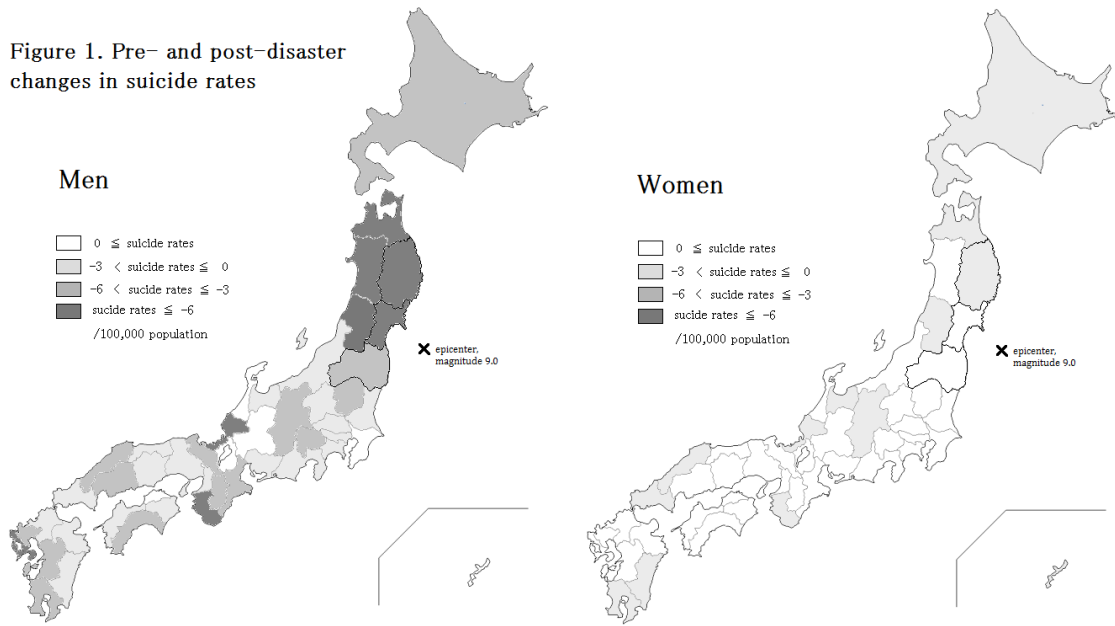 Figure 1. Pre- and post-disaster
changes in suicide rates
Men
0 ≦ suicide rates
-3 < suicide rates ≦ 0
-6 < sucide rates ≦ -3
sucide rates ≦ -6
/100,000 population
epicenter,
magnitude 9.0
Women
0 ≦ suicide rates
-3 < suicide rates ≦ 0
-6 < suicide rates ≦ -3
suicide rates ≦ -6
/100,000 population
epicenter,
magnitude 9.0